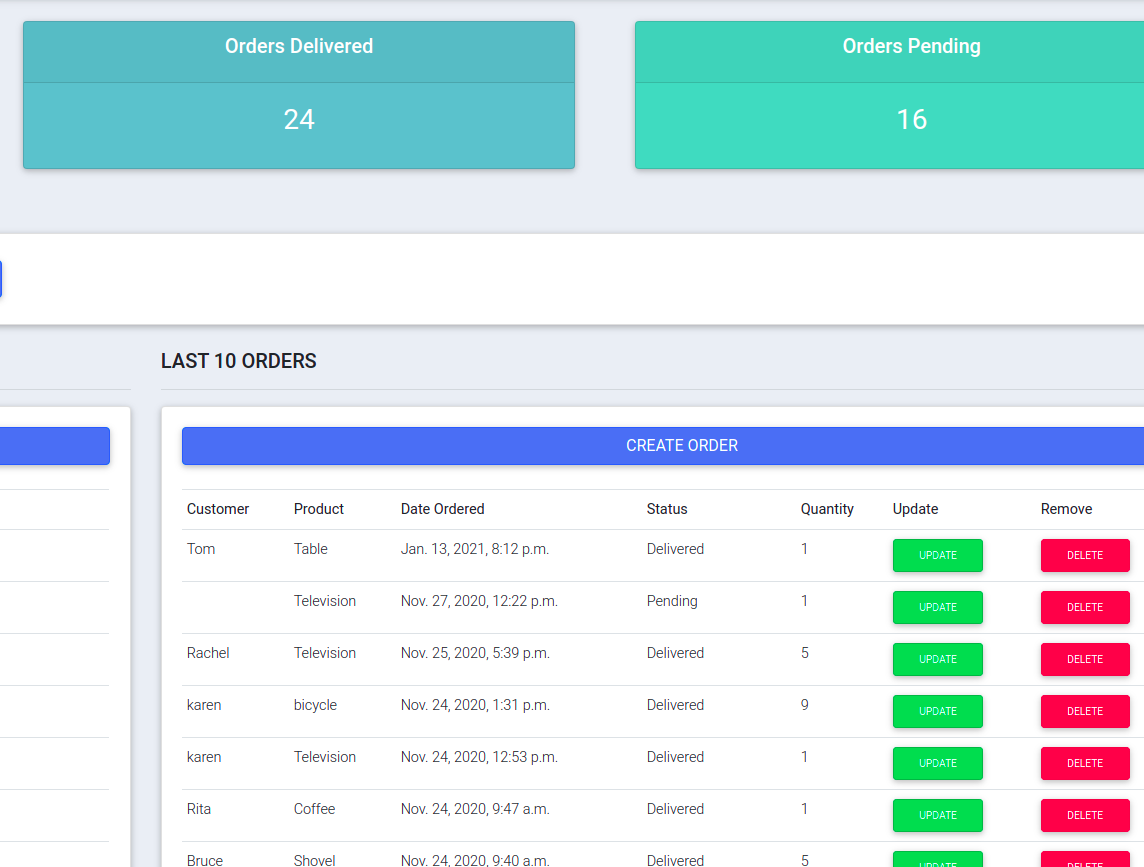 Orders Delivered
Orders Pending
24
16
LAST 10 ORDERS
CREATE ORDER
Customer Product Date Ordered Status Quantity Update Remove
Tom Table Jan. 13, 2021, 8:12 p.m. Delivered 1 UPDATE DELETE
Television Nov. 27, 2020, 12:22 p.m. Pending 1 UPDATE DELETE
Rachel Television Nov. 25, 2020, 5:39 p.m. Delivered 5 UPDATE DELETE
karen bicycle Nov. 24, 2020, 1:31 p.m. Delivered 9 UPDATE DELETE
karen Television Nov. 24, 2020, 12:53 p.m. Delivered 1 UPDATE DELETE
Rita Coffee Nov. 24, 2020, 9:47 a.m. Delivered 1 UPDATE DELETE
Bruce Shovel Nov. 24, 2020, 9:40 a.m. Delivered 5 UPDATE DELETE